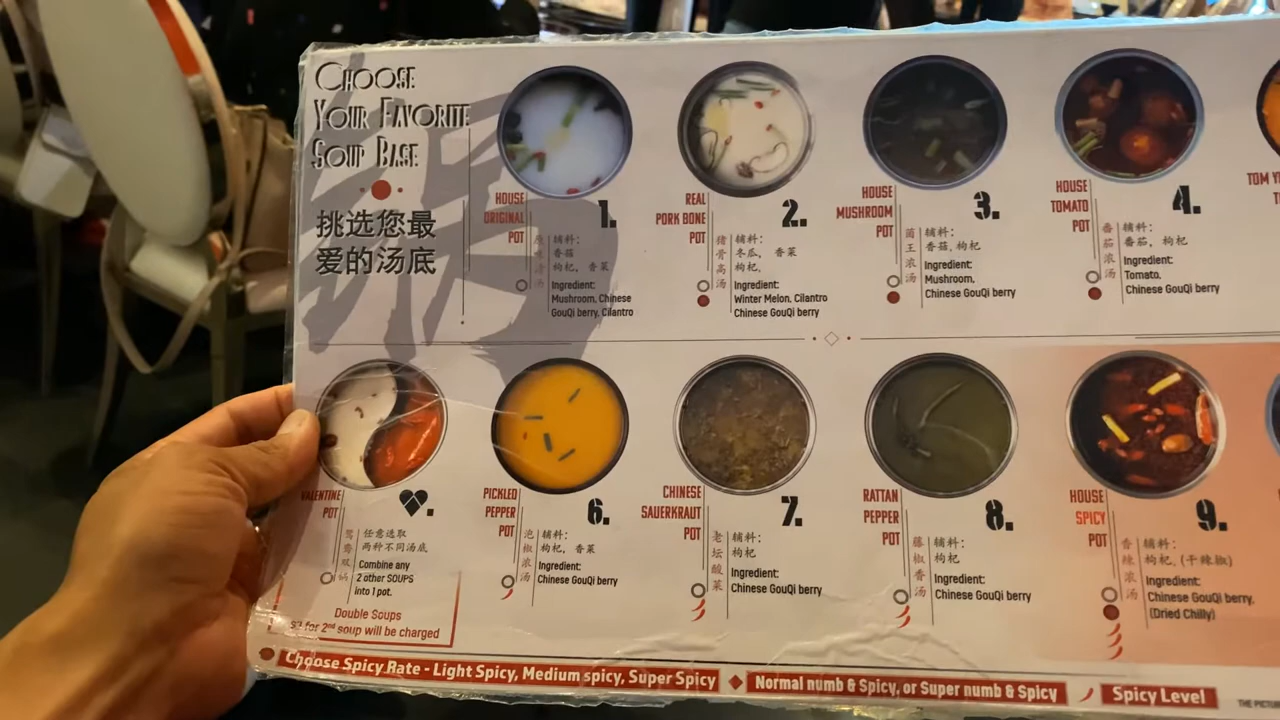 CHOOSE
YOUR FAVORITE
SOUP BASE
挑选您最
爱的汤底
HOUSE
ORIGINAL
POT
1.
辅料:
香菇
枸杞, 香菜
Ingredient:
Mushroom, Chinese
GouQi berry, Cilantro
REAL
PORK BONE
POT
2.
猪骨高汤
辅料:
冬瓜, 香菜
枸杞,
Ingredient:
Winter Melon, Cilantro
Chinese GouQi berry
HOUSE
MUSHROOM
POT
3.
菌王浓汤
辅料:
香菇, 枸杞
Ingredient:
Mushroom,
Chinese GouQi berry
HOUSE
TOMATO
POT
4.
番茄浓汤
辅料:
番茄, 枸杞
Ingredient:
Tomato,
Chinese GouQi berry
TOM Y
VALENTINE
POT
鸳鸯双锅
任意选取
两种不同汤底
Combine any
2 other SOUPS
into 1 pot.
Double Soups
for 2nd soup will be charged
PICKLED
PEPPER
POT
6.
泡椒浓汤
辅料:
枸杞, 香菜
Ingredient:
Chinese GouQi berry
CHINESE
SAUERKRAUT
POT
7.
老坛酸菜
辅料:
枸杞
Ingredient:
Chinese GouQi berry
RATTAN
PEPPER
POT
8.
藤椒香汤
辅料:
枸杞
Ingredient:
Chinese GouQi berry
HOUSE
SPICY
POT
9.
香辣浓汤
辅料:
枸杞, (干辣椒)
Ingredient:
Chinese GouQi berry,
(Dried Chilly)
Choose Spicy Rate - Light Spicy, Medium spicy, Super Spicy
Normal numb & Spicy, or Super numb & Spicy
Spicy Level
THE PICTUR